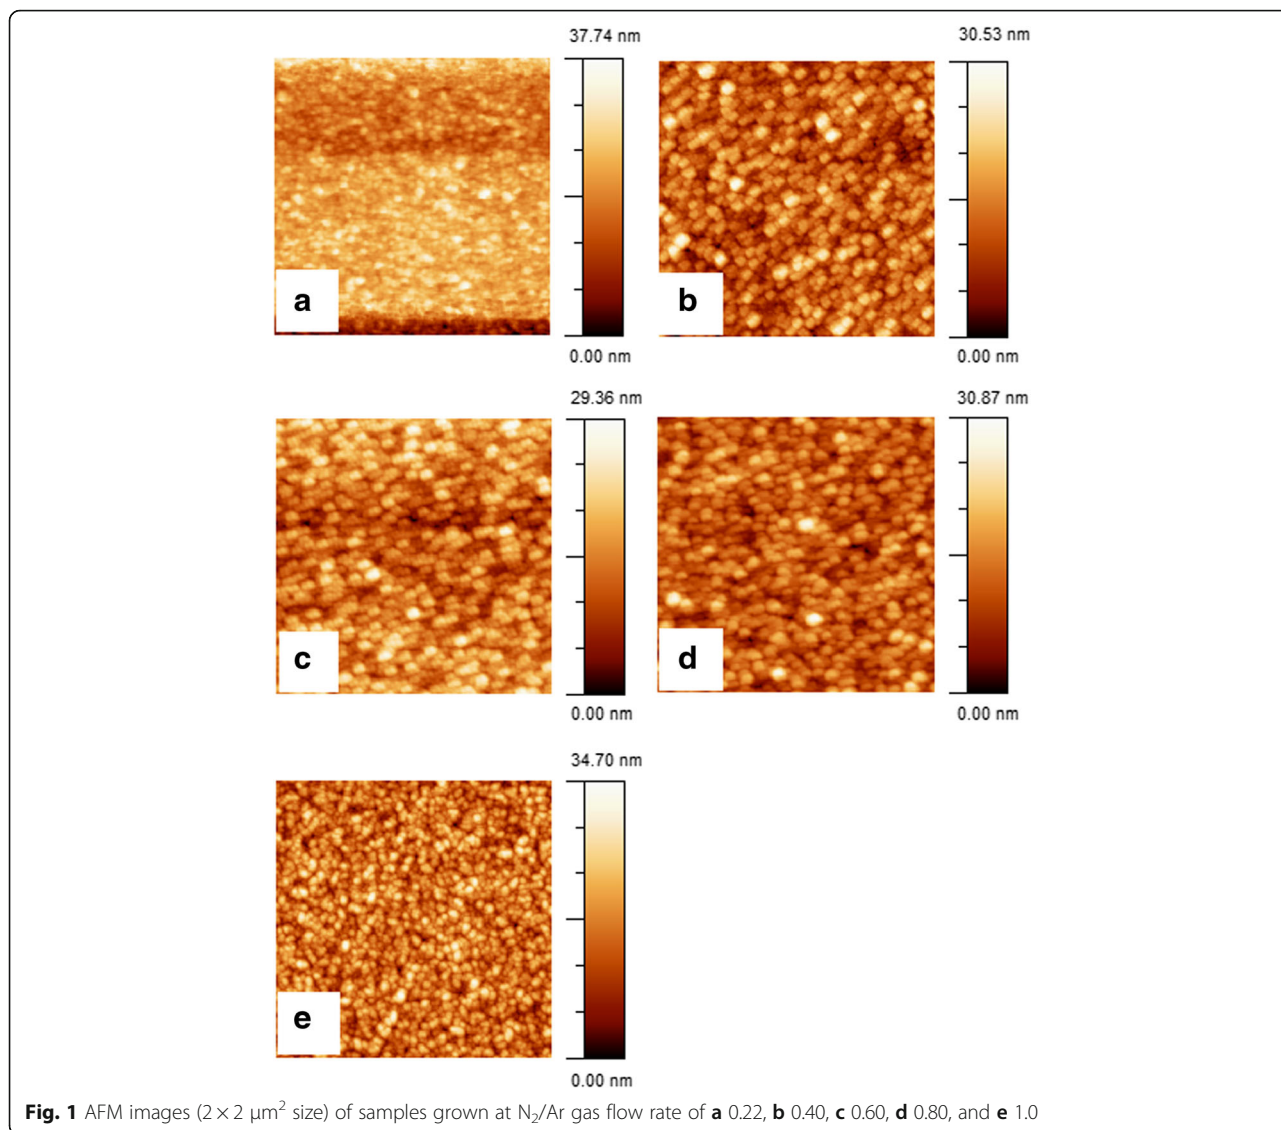 37.74 nm
30.53 nm
a
b
0.00 nm
0.00 nm
29.36 nm
30.87 nm
c
d
0.00 nm
0.00 nm
34.70 nm
e
0.00 nm
Fig. 1 AFM images (2 × 2 μm² size) of samples grown at N₂/Ar gas flow rate of a 0.22, b 0.40, c 0.60, d 0.80, and e 1.0